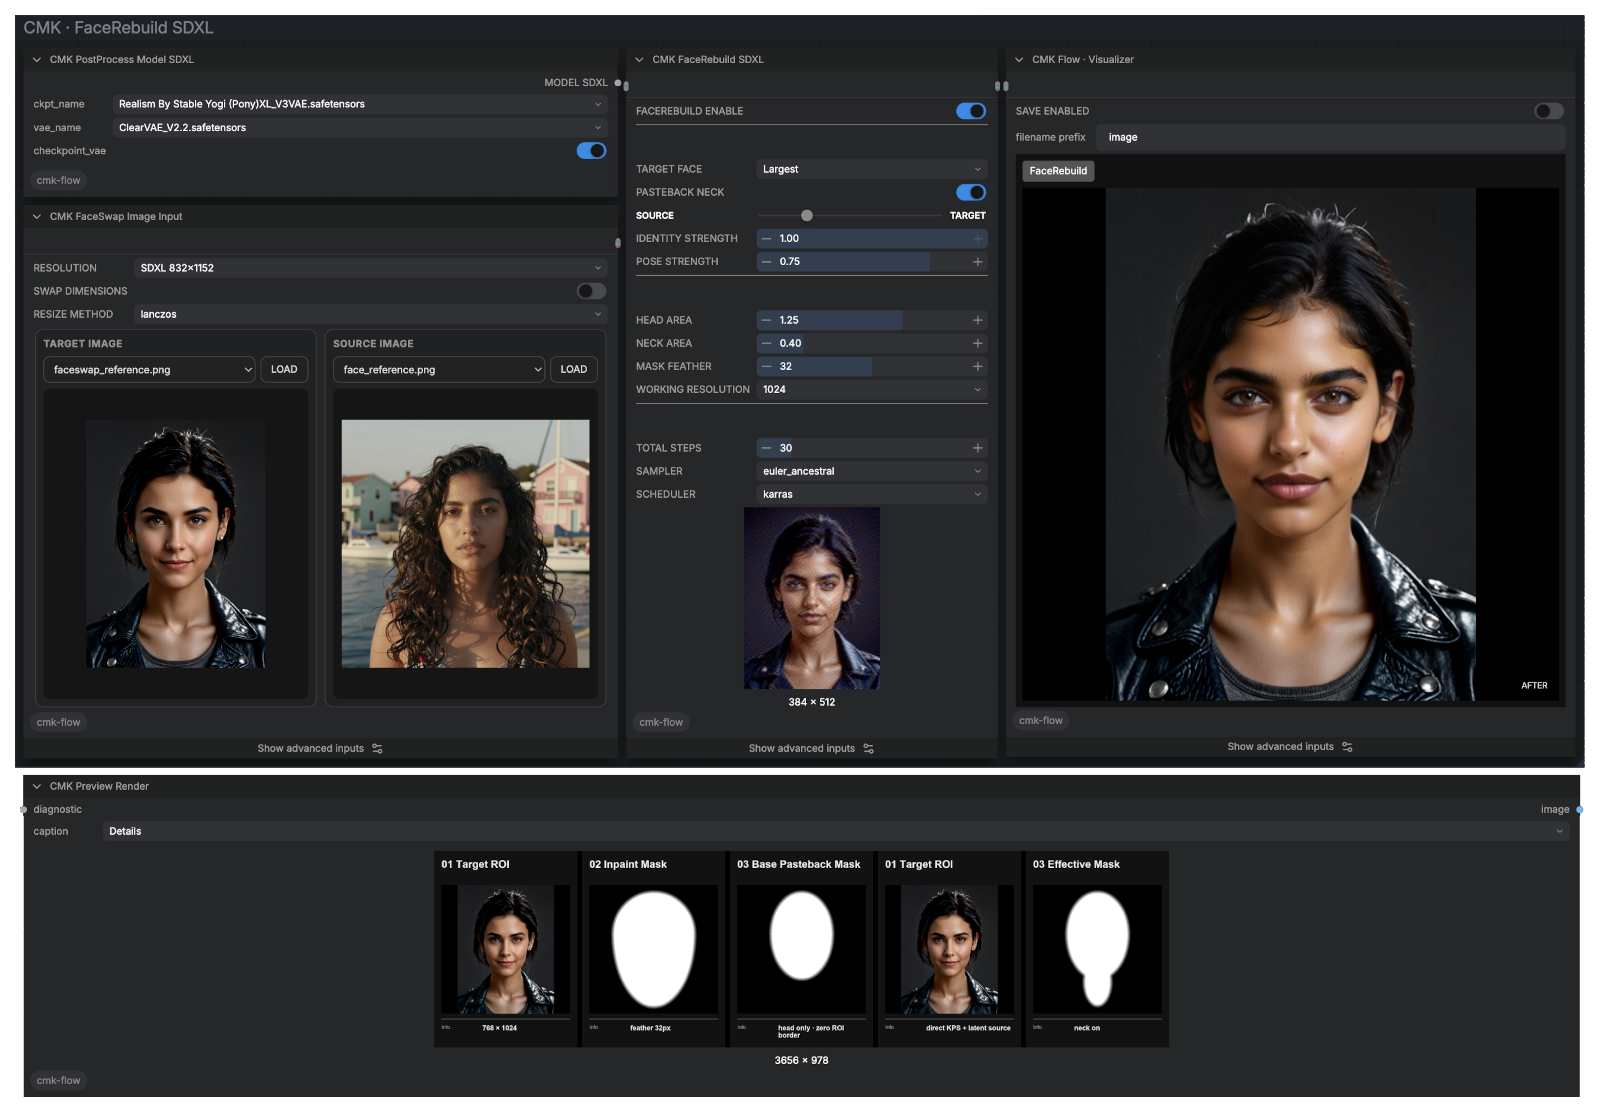 CMK · FaceRebuild SDXL
CMK PostProcess Model SDXL
MODEL SDXL
ckpt_name Realism By Stable Yogi (Pony)XL_V3VAE.safetensors
vae_name ClearVAE_V2.2.safetensors
checkpoint_vae
cmk-flow
CMK FaceSwap Image Input
RESOLUTION SDXL 832×1152
SWAP DIMENSIONS
RESIZE METHOD lanczos
TARGET IMAGE
faceswap_reference.png LOAD
SOURCE IMAGE
face_reference.png LOAD
cmk-flow
Show advanced inputs
CMK FaceRebuild SDXL
FACEREBUILD ENABLE
TARGET FACE Largest
PASTEBACK NECK
SOURCE TARGET
IDENTITY STRENGTH — 1.00 +
POSE STRENGTH — 0.75 +
HEAD AREA — 1.25 +
NECK AREA — 0.40 +
MASK FEATHER — 32 +
WORKING RESOLUTION 1024
TOTAL STEPS — 30 +
SAMPLER euler_ancestral
SCHEDULER karras
384 × 512
cmk-flow
Show advanced inputs
CMK Flow · Visualizer
SAVE ENABLED
filename prefix image
FaceRebuild
AFTER
cmk-flow
Show advanced inputs
CMK Preview Render
diagnostic image
caption Details
01 Target ROI
Info 768 × 1024
02 Inpaint Mask
Info feather 32px
03 Base Pasteback Mask
Info head only · zero ROI
border
01 Target ROI
Info direct KPS + latent source
03 Effective Mask
Info neck on
3656 × 978
cmk-flow